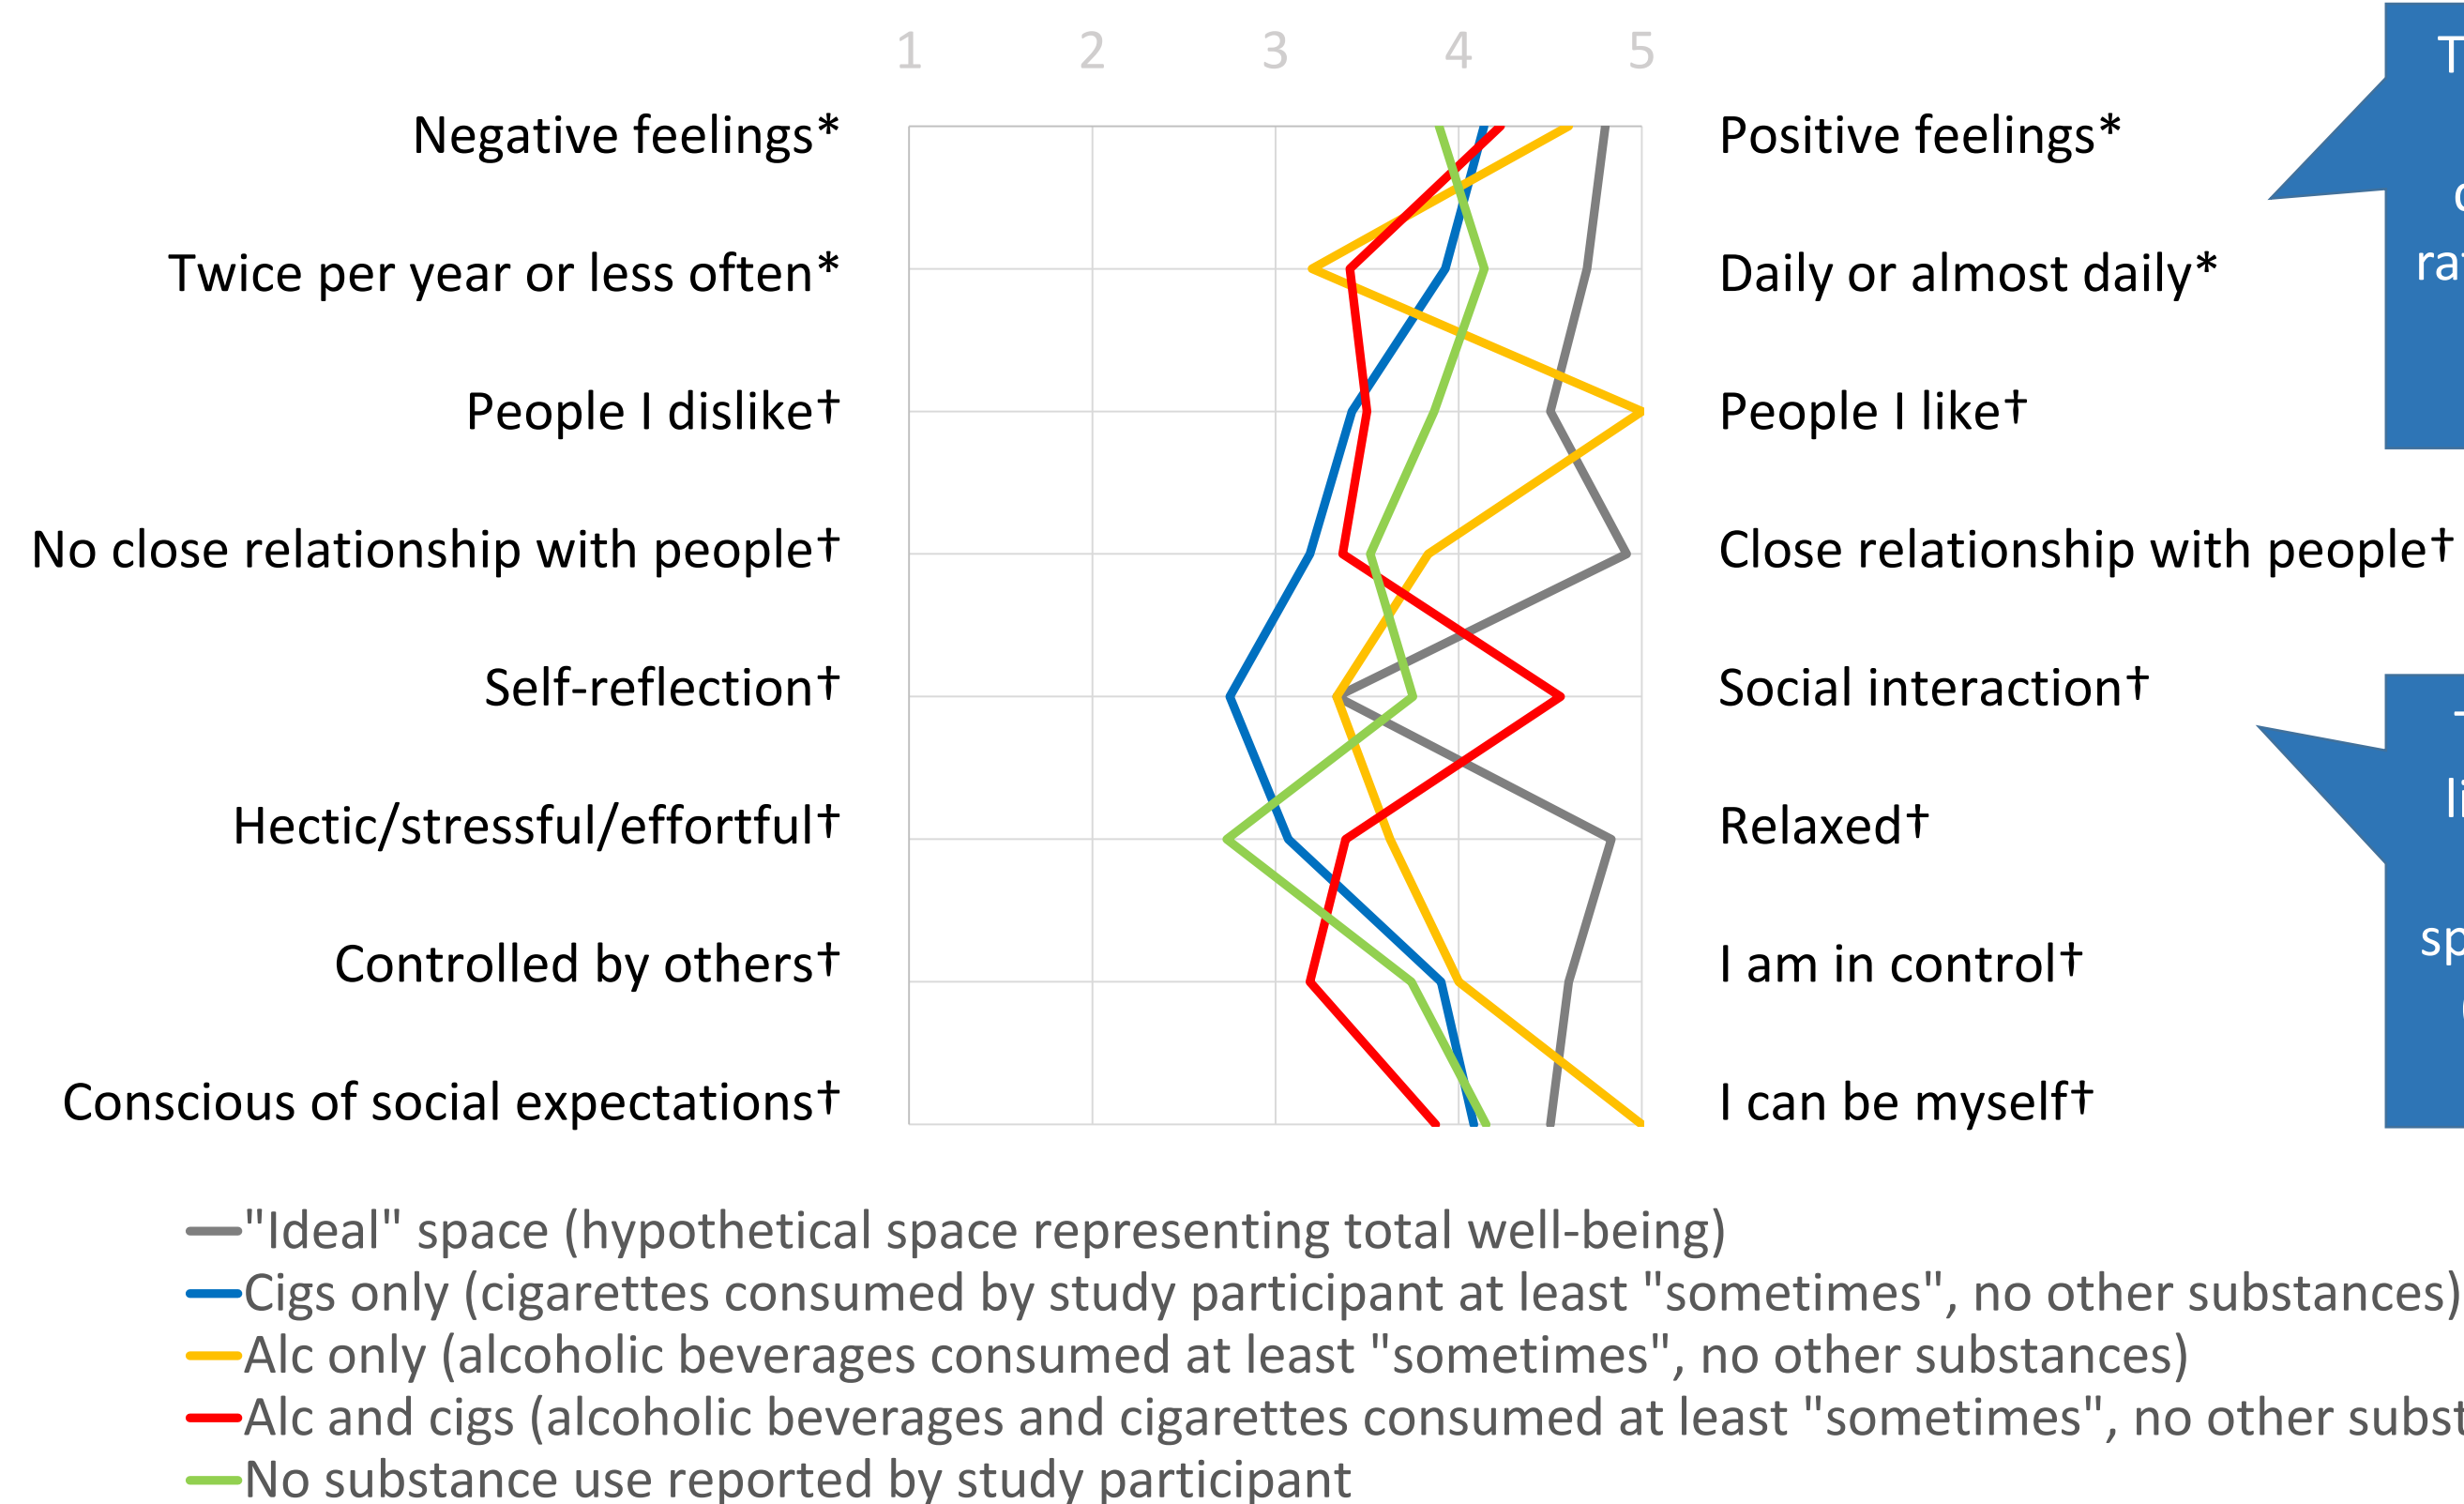 1 2 3 4 5
Negative feelings* Positive feelings*
Twice per year or less often* Daily or almost daily*
People I dislike† People I like†
No close relationship with people† Close relationship with people†
Self-reflection† Social interaction†
Hectic/stressful/effortful† Relaxed†
Controlled by others† I am in control†
Conscious of social expectations† I can be myself†
"Ideal" space (hypothetical space representing total well-being)
Cigs only (cigarettes consumed by study participant at least "sometimes", no other substances)
Alc only (alcoholic beverages consumed at least "sometimes", no other substances)
Alc and cigs (alcoholic beverages and cigarettes consumed at least "sometimes", no other subst
No substance use reported by study participant